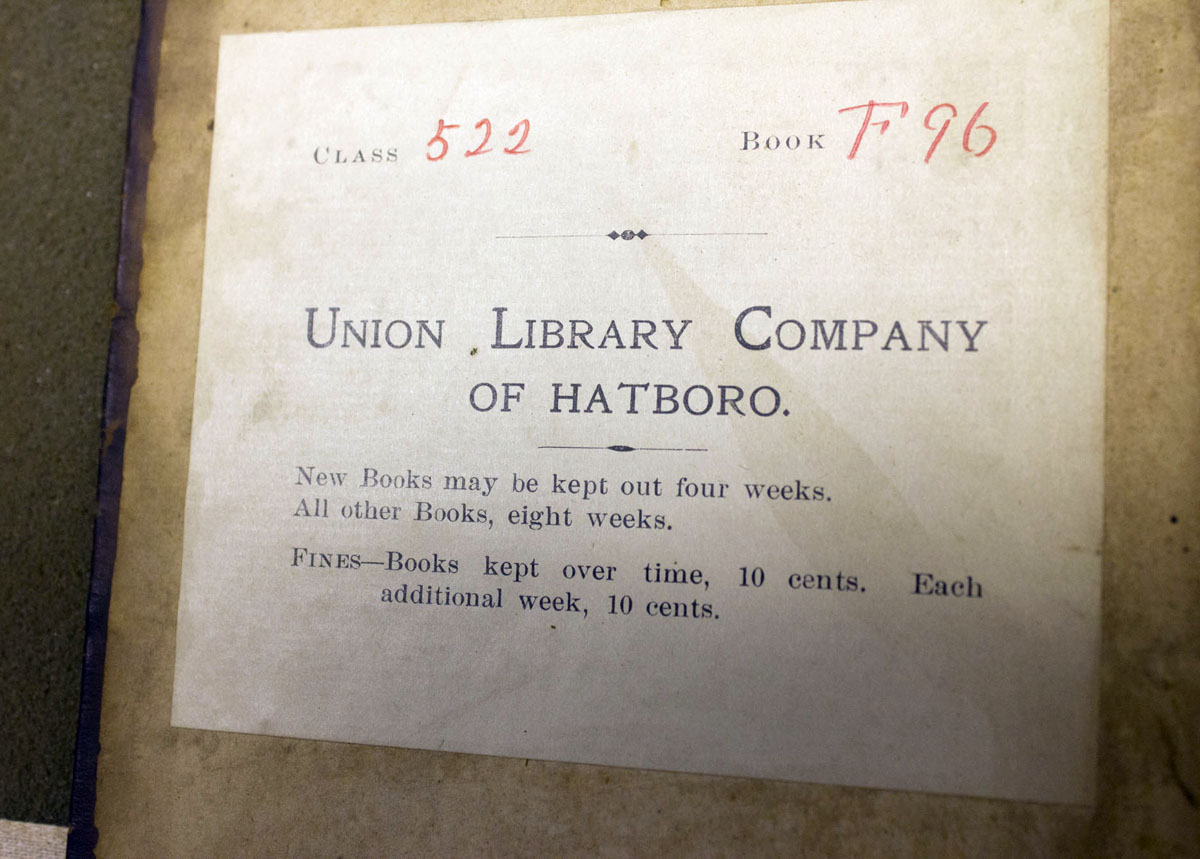 CLASS 522 BOOK F96
UNION LIBRARY COMPANY
OF HATBORO.
New Books may be kept out four weeks.
All other Books, eight weeks.
FINES—Books kept over time, 10 cents. Each
additional week, 10 cents.